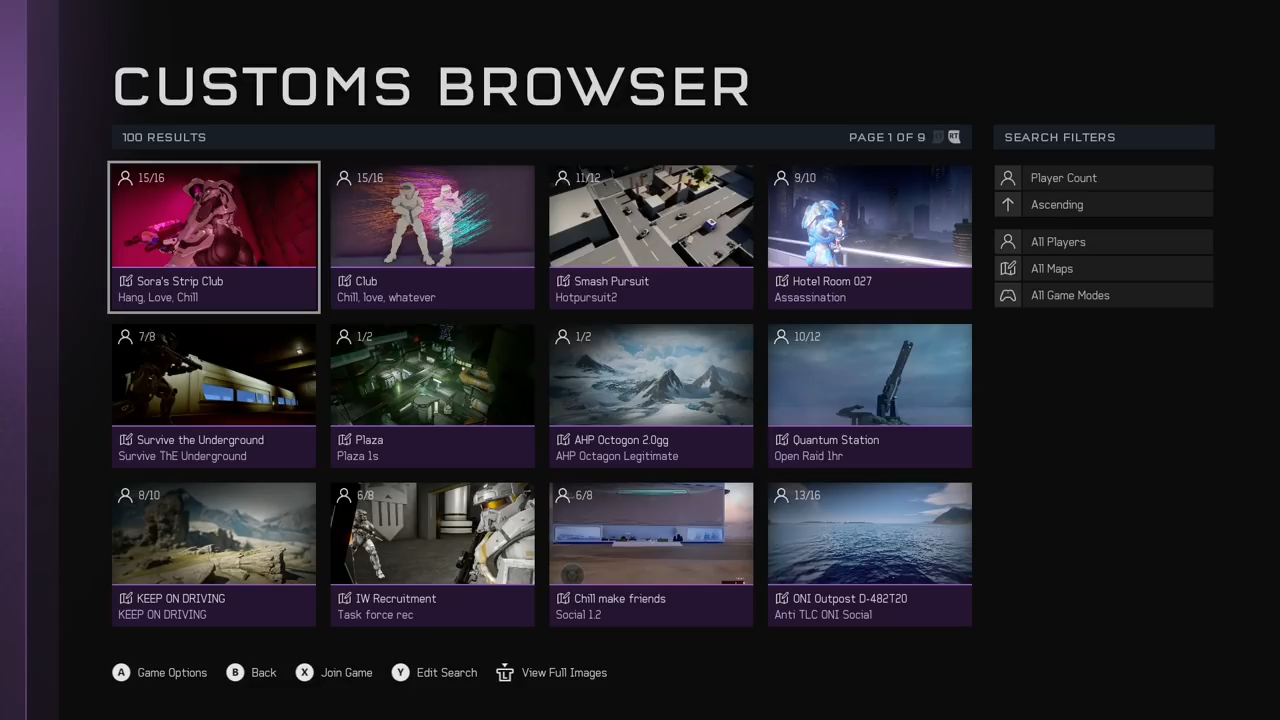 CUSTOMS BROWSER
100 RESULTS
PAGE 1 OF 9 RT
SEARCH FILTERS
15/16
Sora's Strip Club
Hang, Love, Chill
15/16
Club
Chill, love, whatever
11/12
Smash Pursuit
Hotpursuit2
9/10
Hotel Room 027
Assassination
Player Count
Ascending
All Players
All Maps
All Game Modes
7/8
Survive the Underground
Survive ThE Underground
1/2
Plaza
Plaza 1s
1/2
AHP Octogon 2.0gg
AHP Octagon Legitimate
10/12
Quantum Station
Open Raid 1hr
8/10
KEEP ON DRIVING
KEEP ON DRIVING
6/8
IW Recruitment
Task force rec
6/8
Chill make friends
Social 1.2
13/16
ONI Outpost D-482T20
Anti TLC ONI Social
A Game Options B Back X Join Game Y Edit Search LT View Full Images